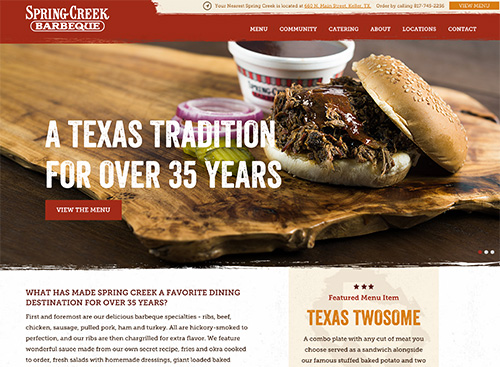 SPRING-CREEK
BARBEQUE
Your Nearest Spring Creek is located at 660 N. Main Street, Keller, TX. Order by calling 817-745-2250 VIEW MENU
MENU COMMUNITY CATERING ABOUT LOCATIONS CONTACT
SPRING-CREEK
A TEXAS TRADITION
FOR OVER 35 YEARS
VIEW THE MENU
WHAT HAS MADE SPRING CREEK A FAVORITE DINING
DESTINATION FOR OVER 35 YEARS?
First and foremost are our delicious barbeque specialties - ribs, beef,
chicken, sausage, pulled pork, ham and turkey. All are hickory-smoked to
perfection, and our ribs are then chargrilled for extra flavor. We feature
wonderful sauce made from our own secret recipe, fries and okra cooked
to order, fresh salads with homemade dressings, giant loaded baked
Featured Menu Item
TEXAS TWOSOME
A combo plate with any cut of meat you
choose served as a sandwich alongside
our famous stuffed baked potato and two